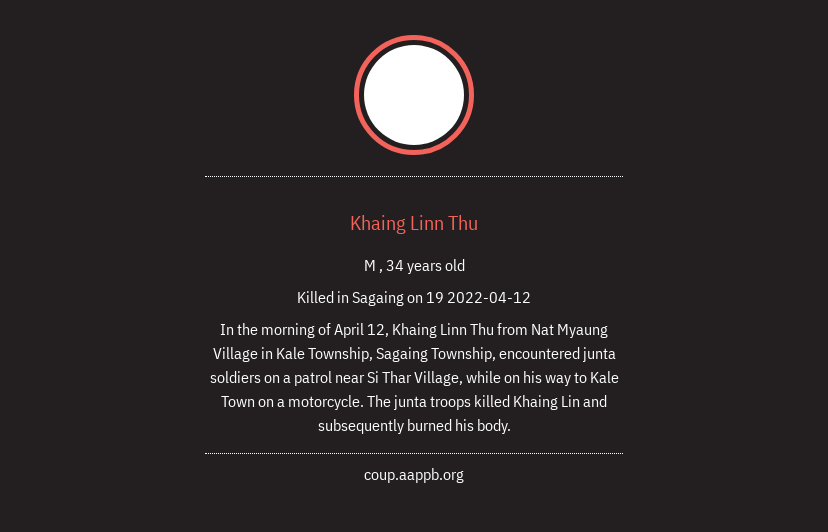 Khaing Linn Thu
M , 34 years old
Killed in Sagaing on 19 2022-04-12
In the morning of April 12, Khaing Linn Thu from Nat Myaung
Village in Kale Township, Sagaing Township, encountered junta
soldiers on a patrol near Si Thar Village, while on his way to Kale
Town on a motorcycle. The junta troops killed Khaing Lin and
subsequently burned his body.
coup.aappb.org